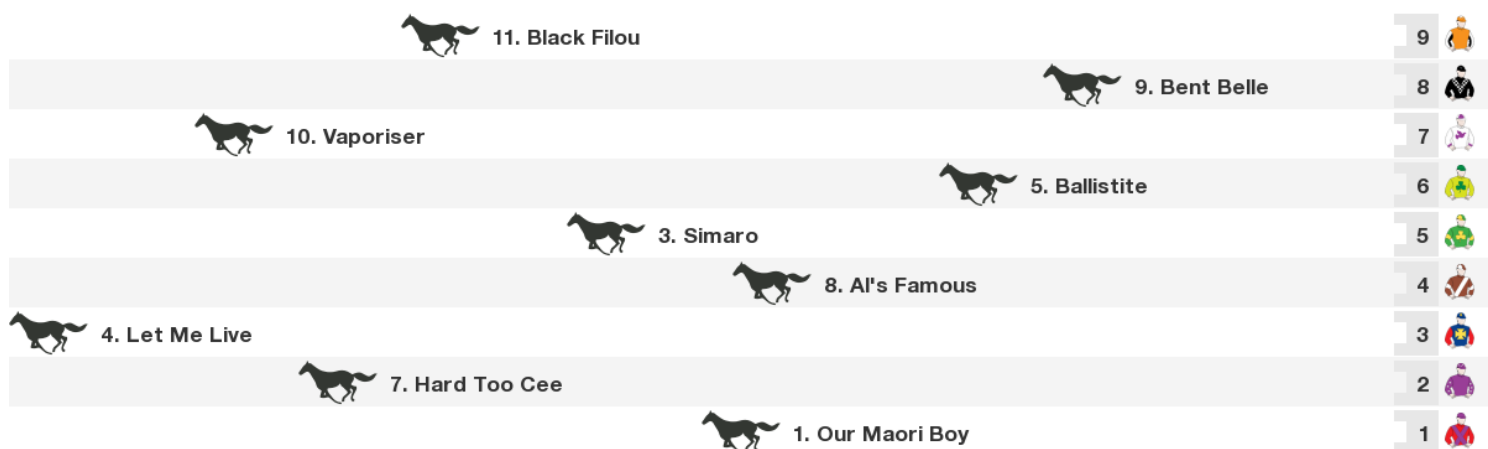 11. Black Filou 9
9. Bent Belle 8
10. Vaporiser 7
5. Ballistite 6
3. Simaro 5
8. Al's Famous 4
4. Let Me Live 3
7. Hard Too Cee 2
1. Our Maori Boy 1